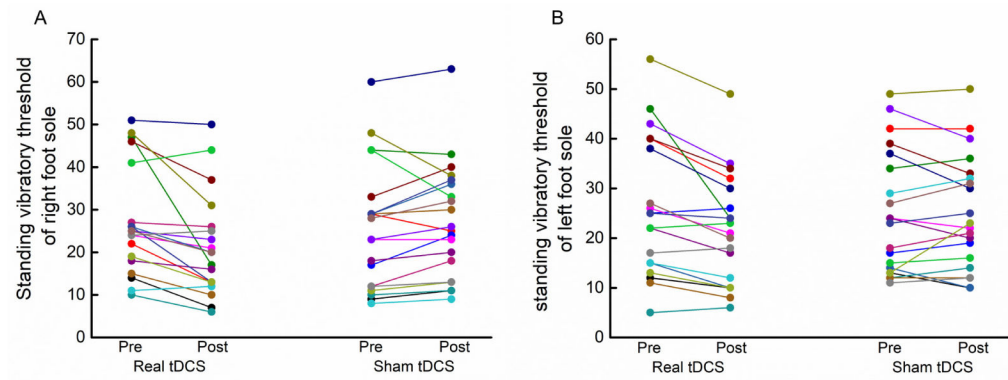 A
Standing vibratory threshold
of right foot sole
70
60
50
40
30
20
10
0
Pre Post Pre Post
Real tDCS Sham tDCS
B
standing vibratory threshold
of left foot sole
60
50
40
30
20
10
0
Pre Post Pre Post
Real tDCS Sham tDCS